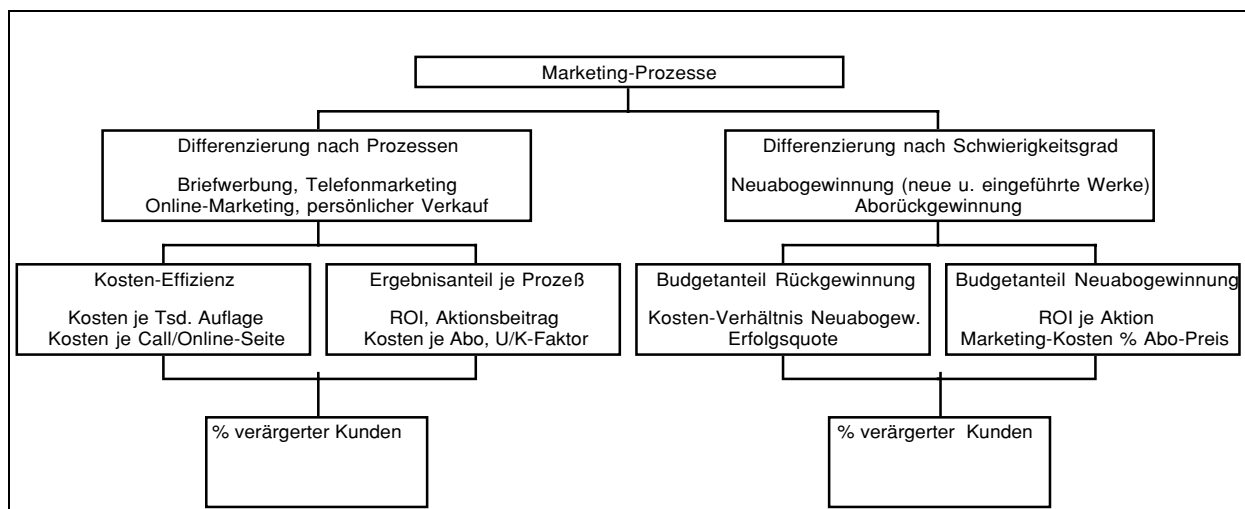 Marketing-Prozesse
Differenzierung nach Prozessen
Briefwerbung, Telefonmarketing
Online-Marketing, persönlicher Verkauf
Differenzierung nach Schwierigkeitsgrad
Neuabogewinnung (neue u. eingeführte Werke)
Aborückgewinnung
Kosten-Effizienz
Kosten je Tsd. Auflage
Kosten je Call/Online-Seite
Ergebnisanteil je Prozeß
ROI, Aktionsbeitrag
Kosten je Abo, U/K-Faktor
Budgetanteil Rückgewinnung
Kosten-Verhältnis Neuabogew.
Erfolgsquote
Budgetanteil Neuabogewinnung
ROI je Aktion
Marketing-Kosten % Abo-Preis
% verärgerter Kunden
% verärgerter Kunden